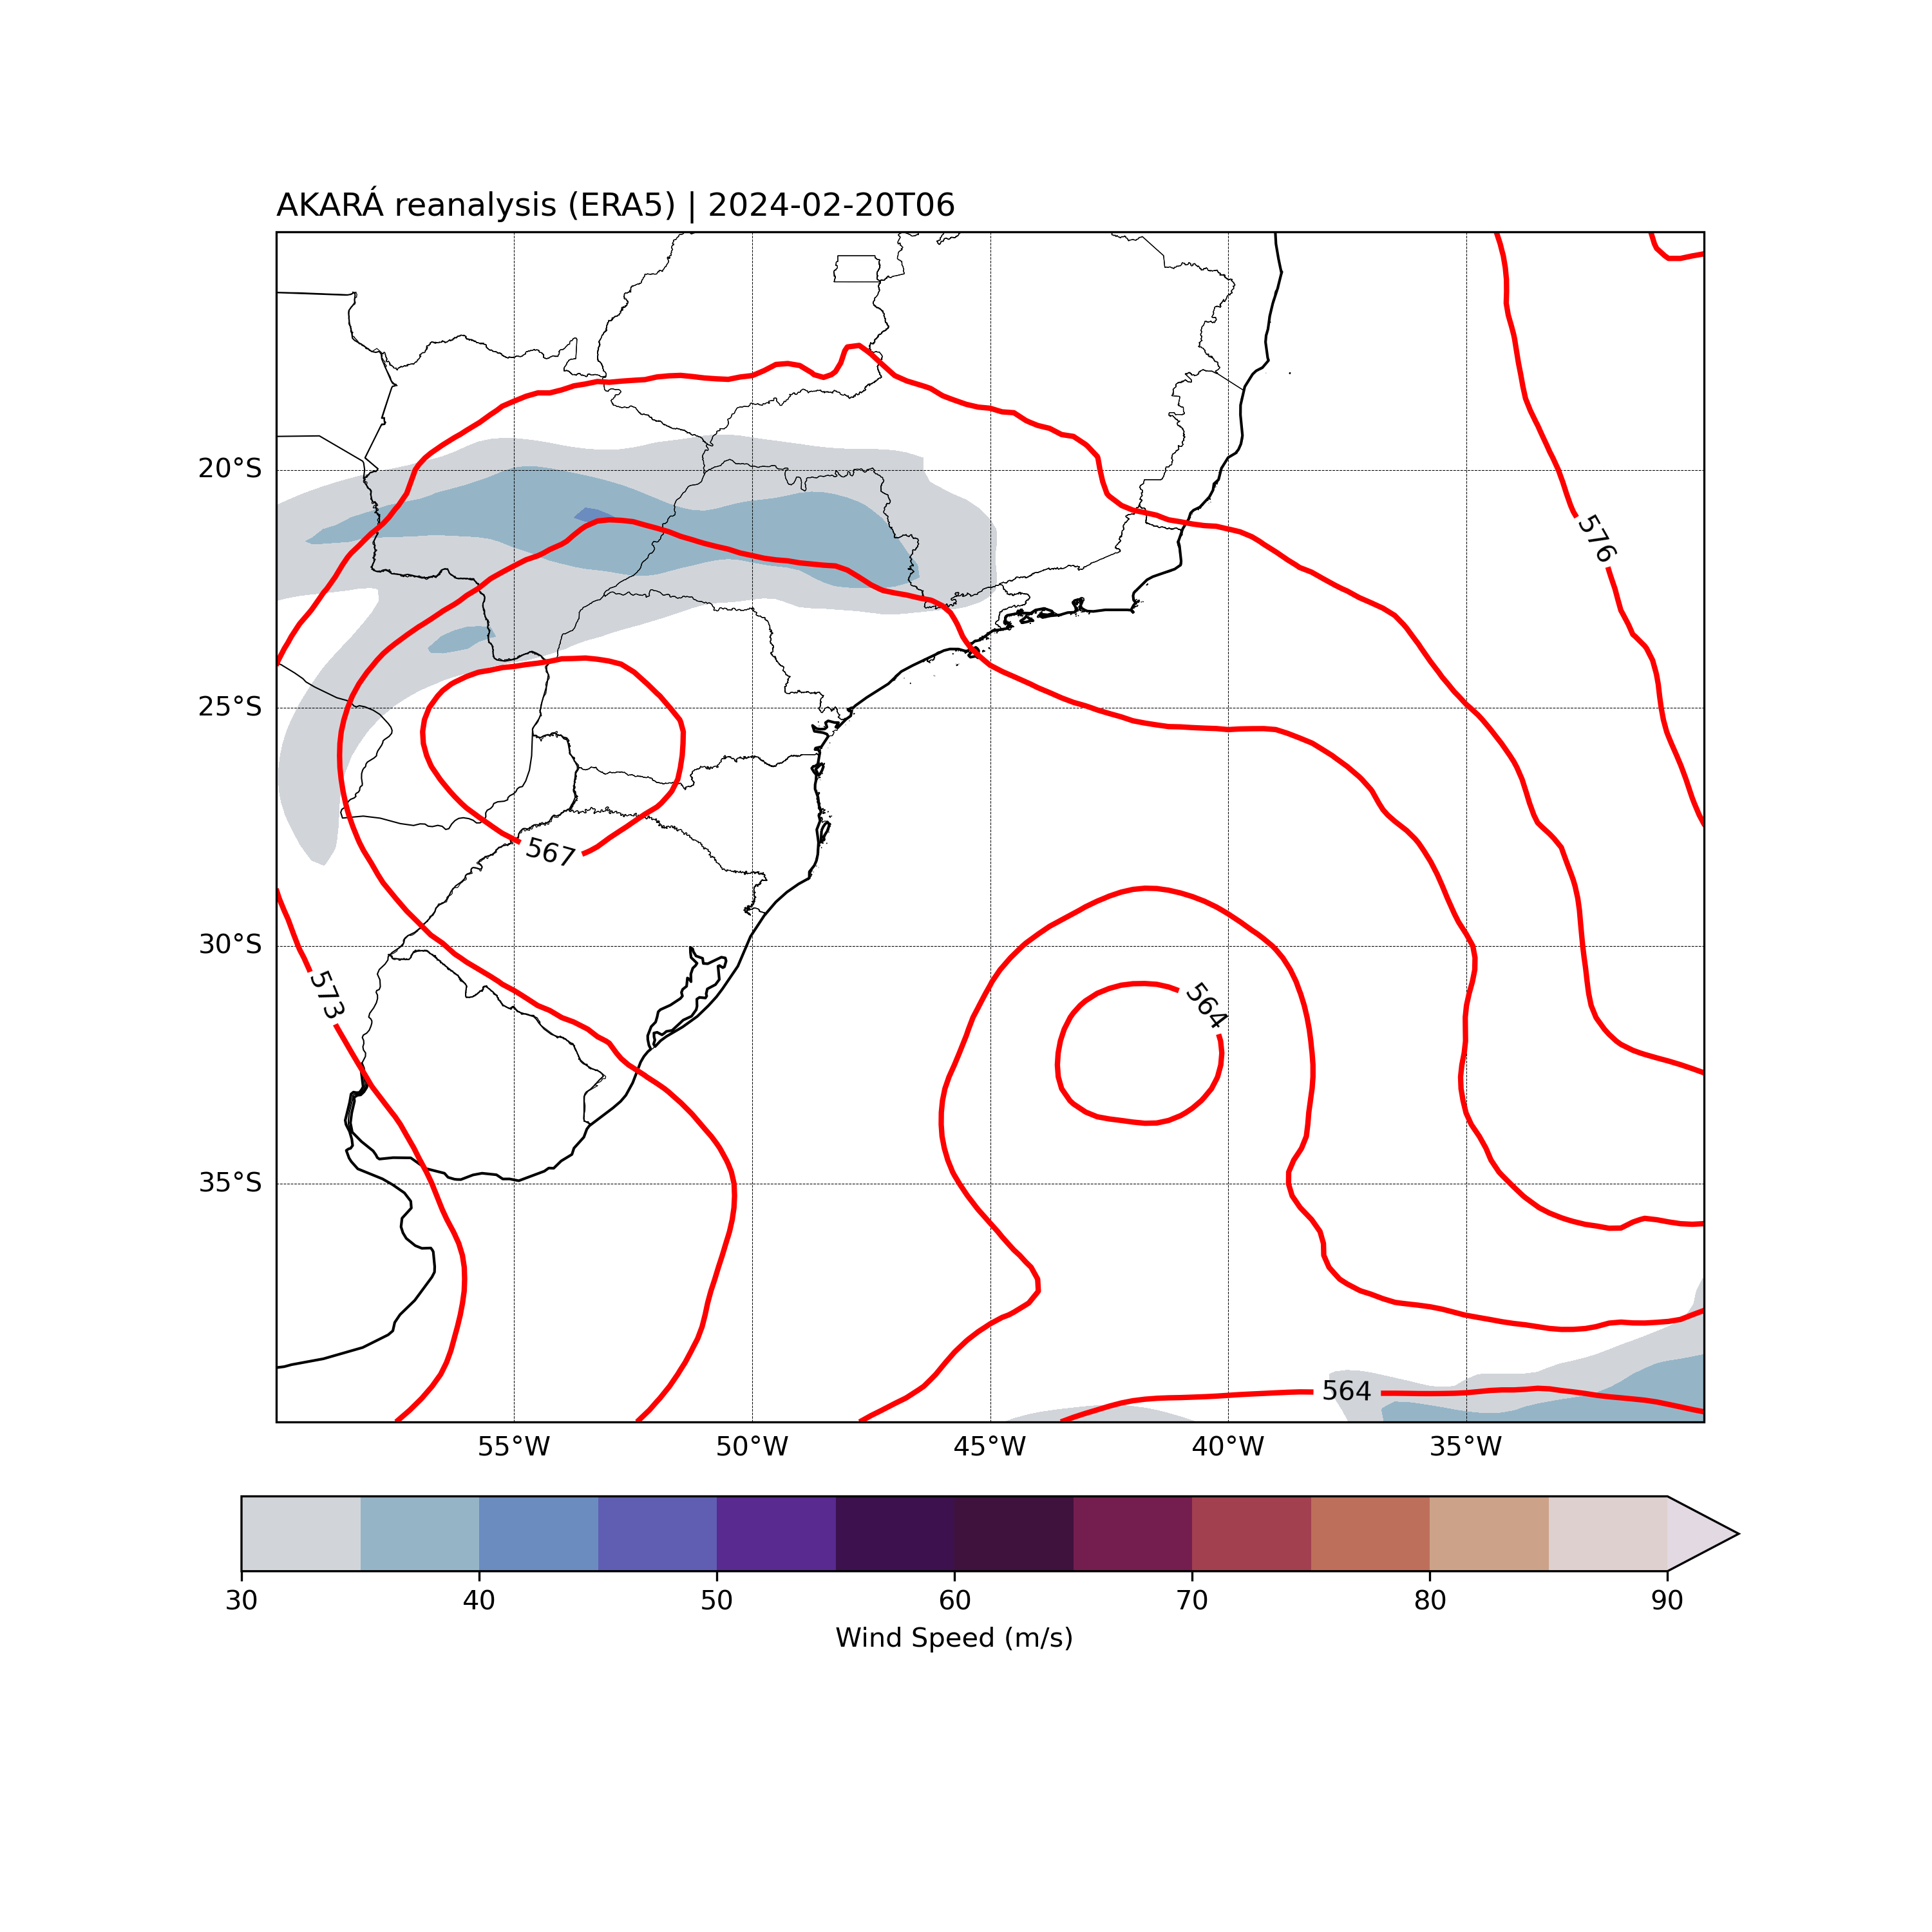 AKARÁ reanalysis (ERA5) | 2024-02-20T06
576
20°S
25°S
567
30°S
573
564
35°S
564
55°W 50°W 45°W 40°W 35°W
30 40 50 60 70 80 90
Wind Speed (m/s)